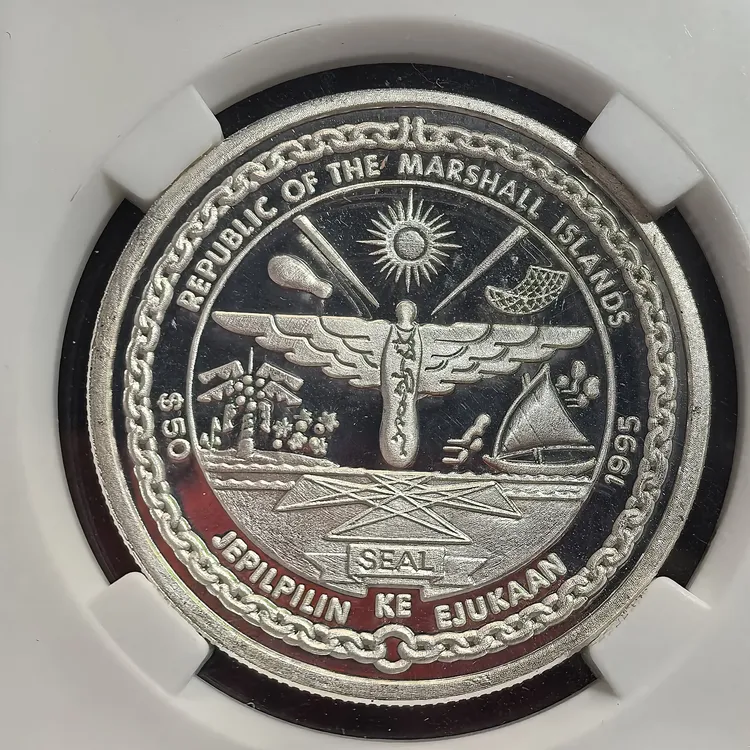 REPUBLIC OF THE MARSHALL ISLANDS
$50
1995
SEAL
JEPILPILIN KE EJUKAAN